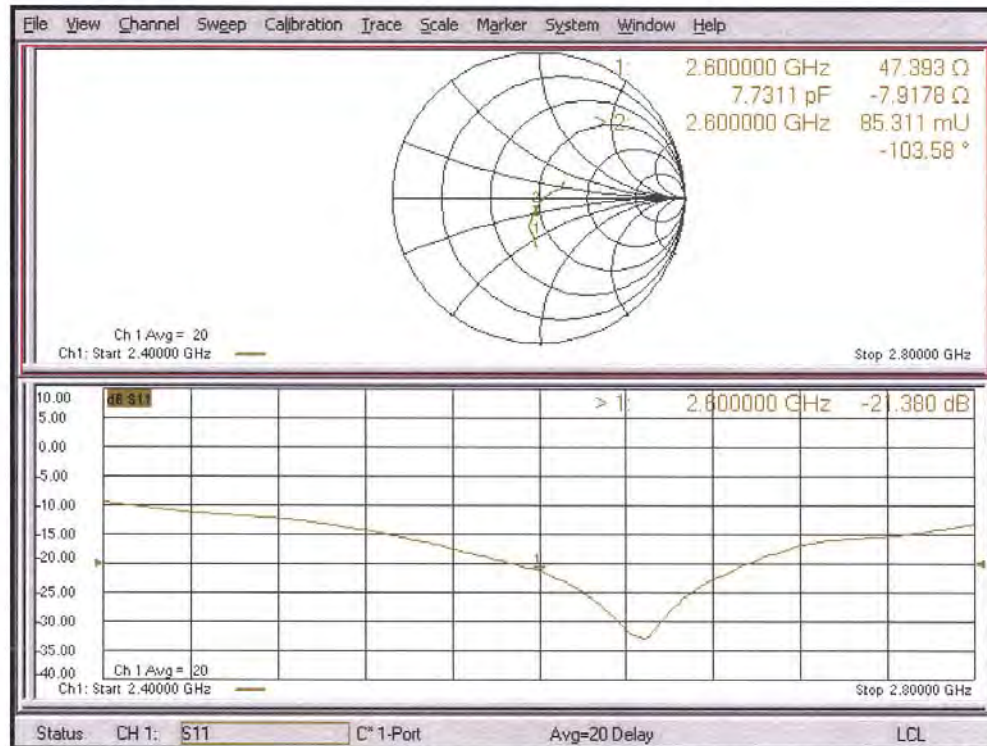 File View Channel Sweep Calibration Trace Scale Marker System Window Help
1: 2.600000 GHz 47.393 Ω
7.7311 pF -7.9178 Ω
> 2: 2.600000 GHz 85.311 mU
-103.58 °
2
1
Ch 1 Avg = 20
Ch1: Start 2.40000 GHz
Stop 2.80000 GHz
10.00 dB S11
> 1: 2.600000 GHz -21.380 dB
5.00
0.00
-5.00
-10.00
-15.00
-20.00
1
-25.00
-30.00
-35.00
-40.00
Ch 1 Avg = 20
Ch1: Start 2.40000 GHz
Stop 2.80000 GHz
Status CH 1: S11 C* 1-Port Avg=20 Delay LCL